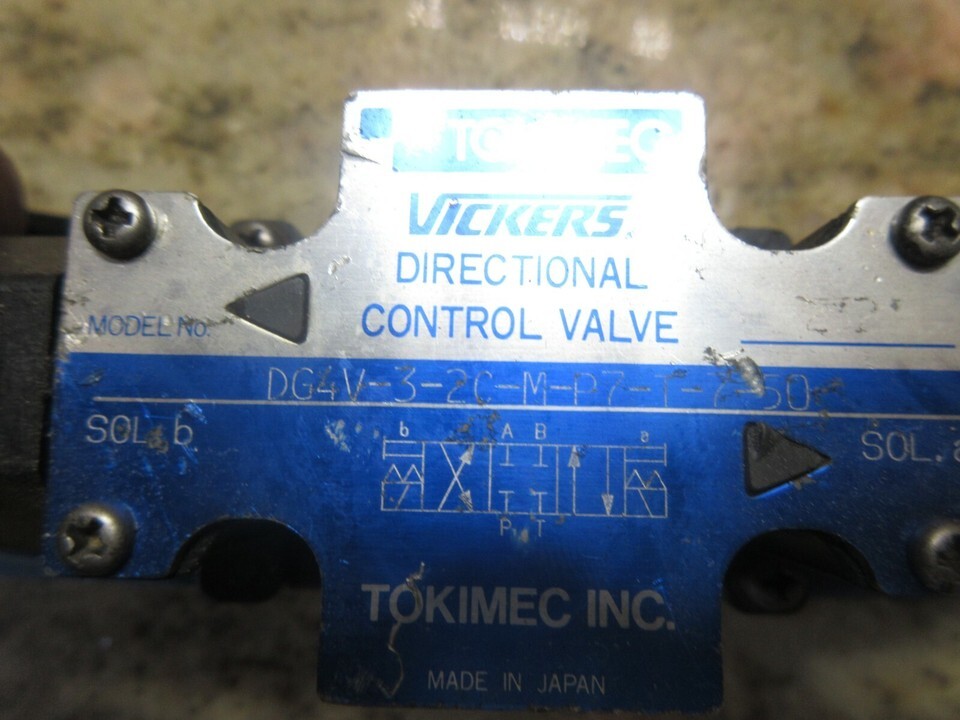 TOKIMEC
VICKERS
DIRECTIONAL
CONTROL VALVE
MODEL No.
DG4V-3-2C-M-P7-T-7-50
SOL. b
b A B a
SOL. a
P T
TOKIMEC INC.
MADE IN JAPAN